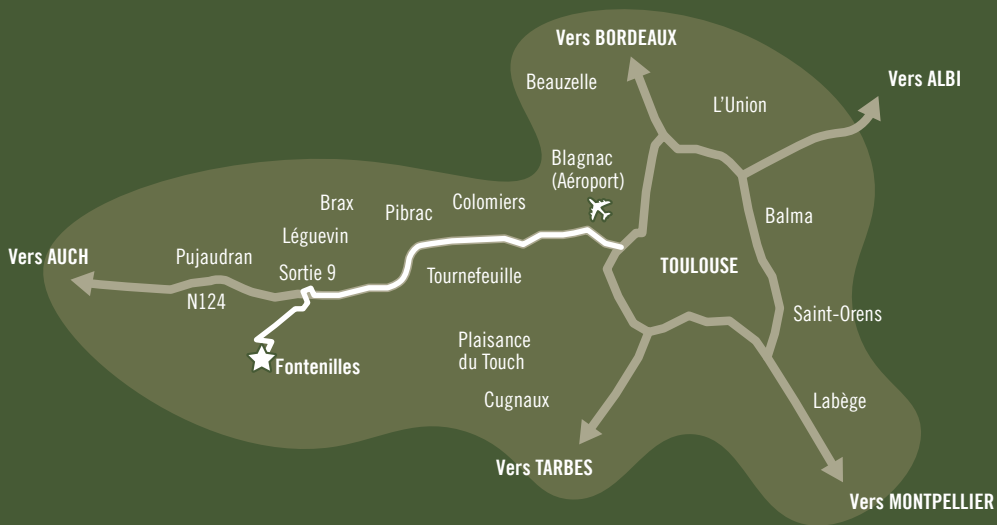 Vers BORDEAUX
Beauzelle
Vers ALBI
L'Union
Blagnac
(Aéroport)
Brax
Pibrac
Colomiers
Balma
Léguevin
Vers AUCH
Pujaudran
Sortie 9
Tournefeuille
TOULOUSE
N124
Saint-Orens
Plaisance
du Touch
Fontenilles
Cugnaux
Labège
Vers TARBES
Vers MONTPELLIER